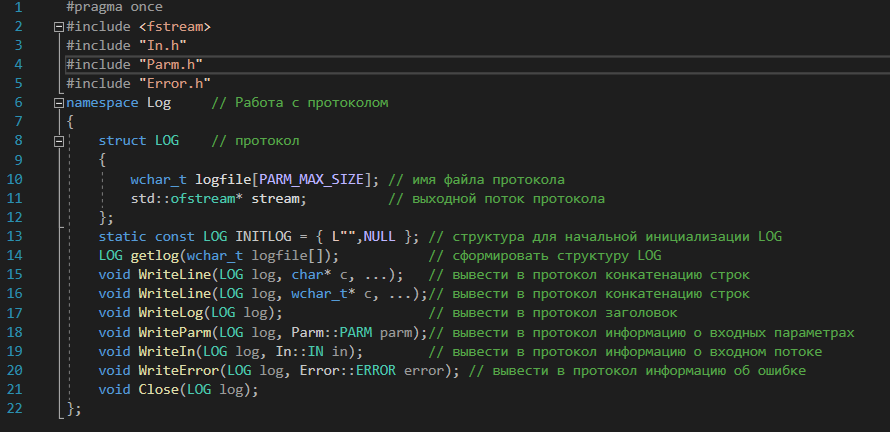 1 #pragma once
2 #include <fstream>
3 #include "In.h"
4 #include "Parm.h"
5 #include "Error.h"
6 namespace Log     // Работа с протоколом
7 {
8     struct LOG    // протокол
9     {
10         wchar_t logfile[PARM_MAX_SIZE]; // имя файла протокола
11         std::ofstream* stream;          // выходной поток протокола
12     };
13     static const LOG INITLOG = { L"",NULL }; // структура для начальной инициализации LOG
14     LOG getlog(wchar_t logfile[]);           // сформировать структуру LOG
15     void WriteLine(LOG log, char* c, ...);   // вывести в протокол конкатенацию строк
16     void WriteLine(LOG log, wchar_t* c, ...);// вывести в протокол конкатенацию строк
17     void WriteLog(LOG log);                  // вывести в протокол заголовок
18     void WriteParm(LOG log, Parm::PARM parm);// вывести в протокол информацию о входных параметрах
19     void WriteIn(LOG log, In::IN in);        // вывести в протокол информацию о входном потоке
20     void WriteError(LOG log, Error::ERROR error); // вывести в протокол информацию об ошибке
21     void Close(LOG log);
22 };